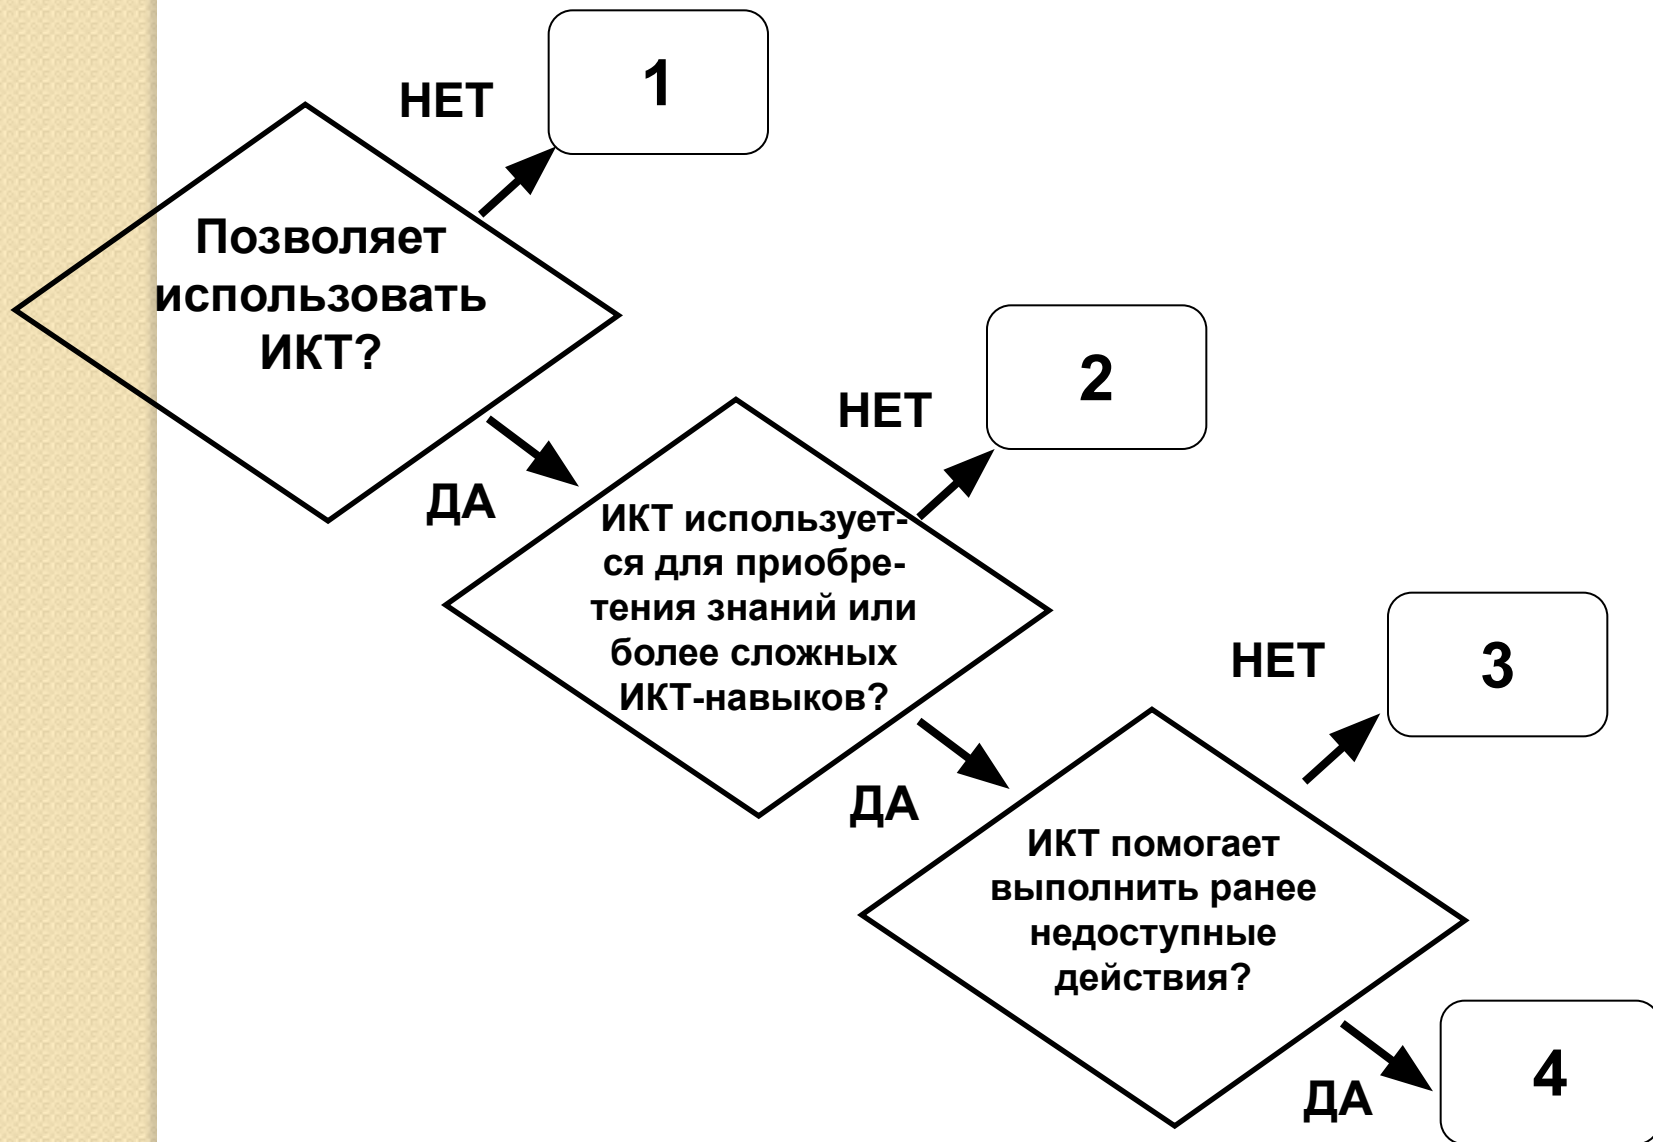 НЕТ
1
Позволяет
использовать
ИКТ?
ДА
НЕТ
2
ИКТ использует-
ся для приобре-
тения знаний или
более сложных
ИКТ-навыков?
ДА
НЕТ
3
ИКТ помогает
выполнить ранее
недоступные
действия?
ДА
4